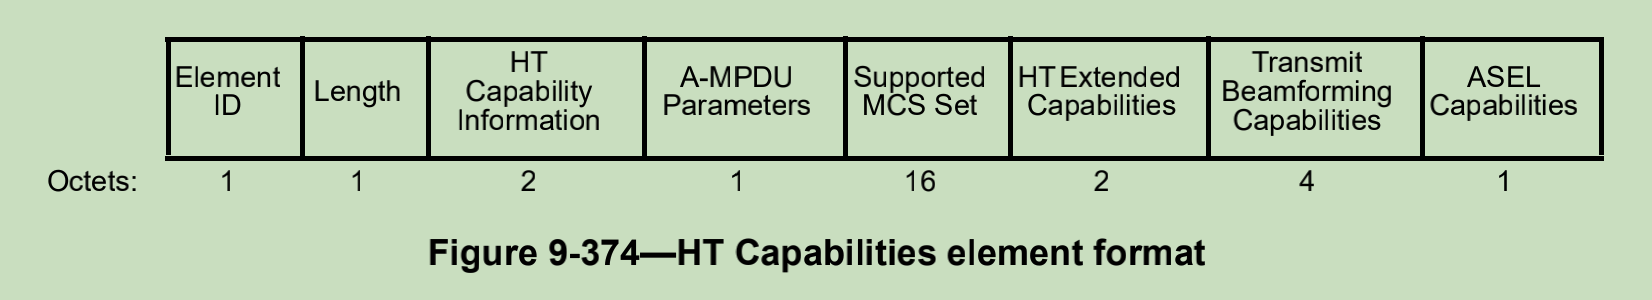 Element ID
Length
HT Capability Information
A-MPDU Parameters
Supported MCS Set
HT Extended Capabilities
Transmit Beamforming Capabilities
ASEL Capabilities
Octets: 1 1 2 1 16 2 4 1
Figure 9-374—HT Capabilities element format